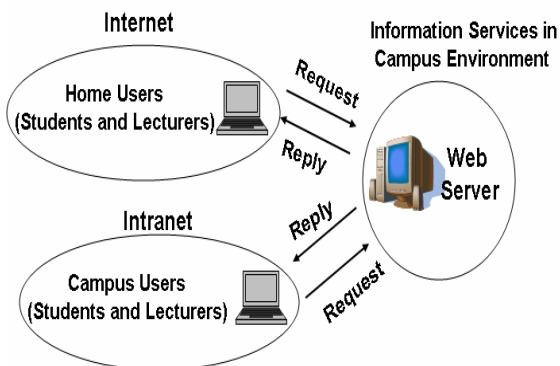 Internet
Home Users
(Students and Lecturers)
Request
Reply
Information Services in
Campus Environment
Web
Server
Intranet
Campus Users
(Students and Lecturers)
Reply
Request